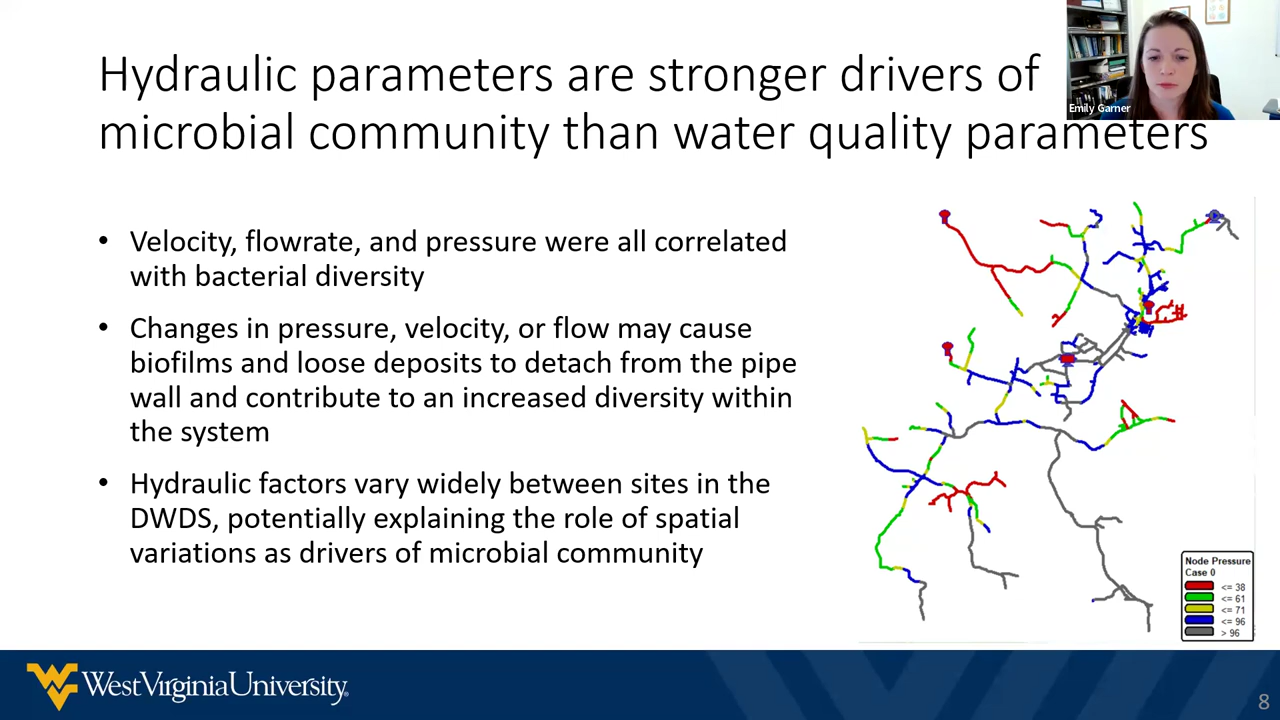 Hydraulic parameters are stronger drivers of
microbial community than water quality parameters
Emily Garner
• Velocity, flowrate, and pressure were all correlated
with bacterial diversity
• Changes in pressure, velocity, or flow may cause
biofilms and loose deposits to detach from the pipe
wall and contribute to an increased diversity within
the system
• Hydraulic factors vary widely between sites in the
DWDS, potentially explaining the role of spatial
variations as drivers of microbial community
Node Pressure
Case 0
<= 38
<= 61
<= 71
<= 96
> 96
WestVirginiaUniversity.
8